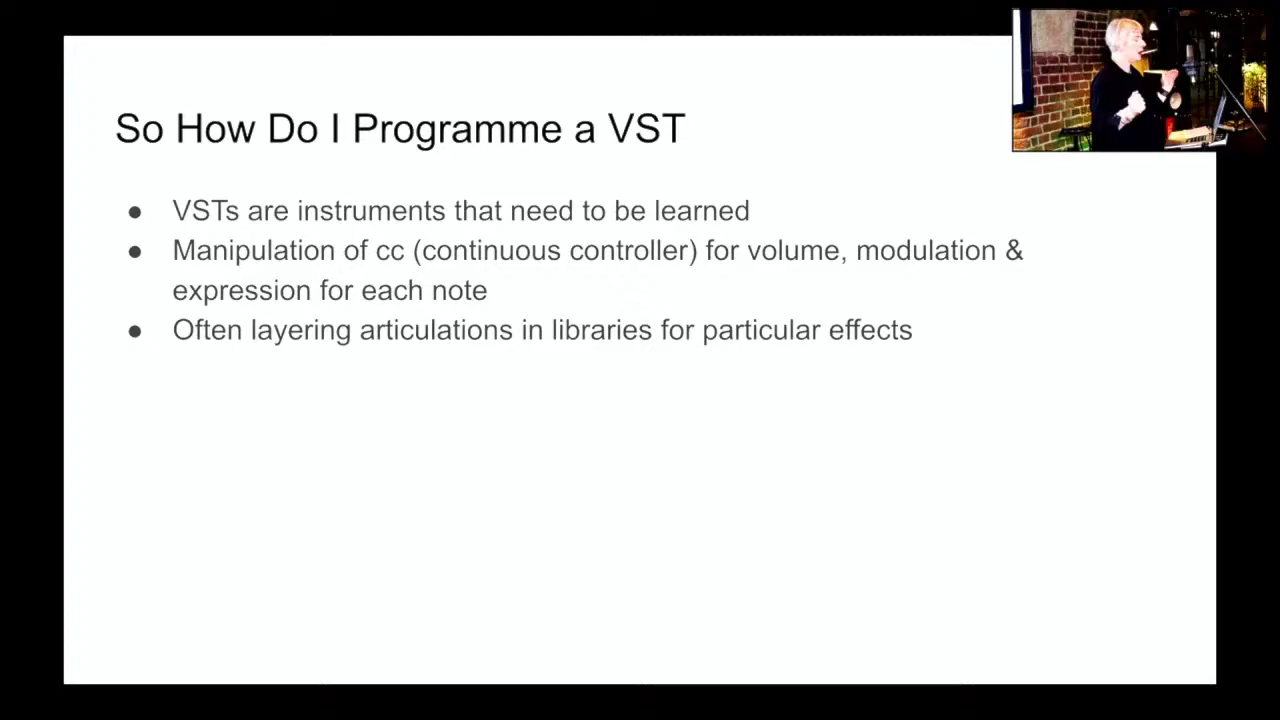 So How Do I Programme a VST
● VSTs are instruments that need to be learned
● Manipulation of cc (continuous controller) for volume, modulation &
expression for each note
● Often layering articulations in libraries for particular effects